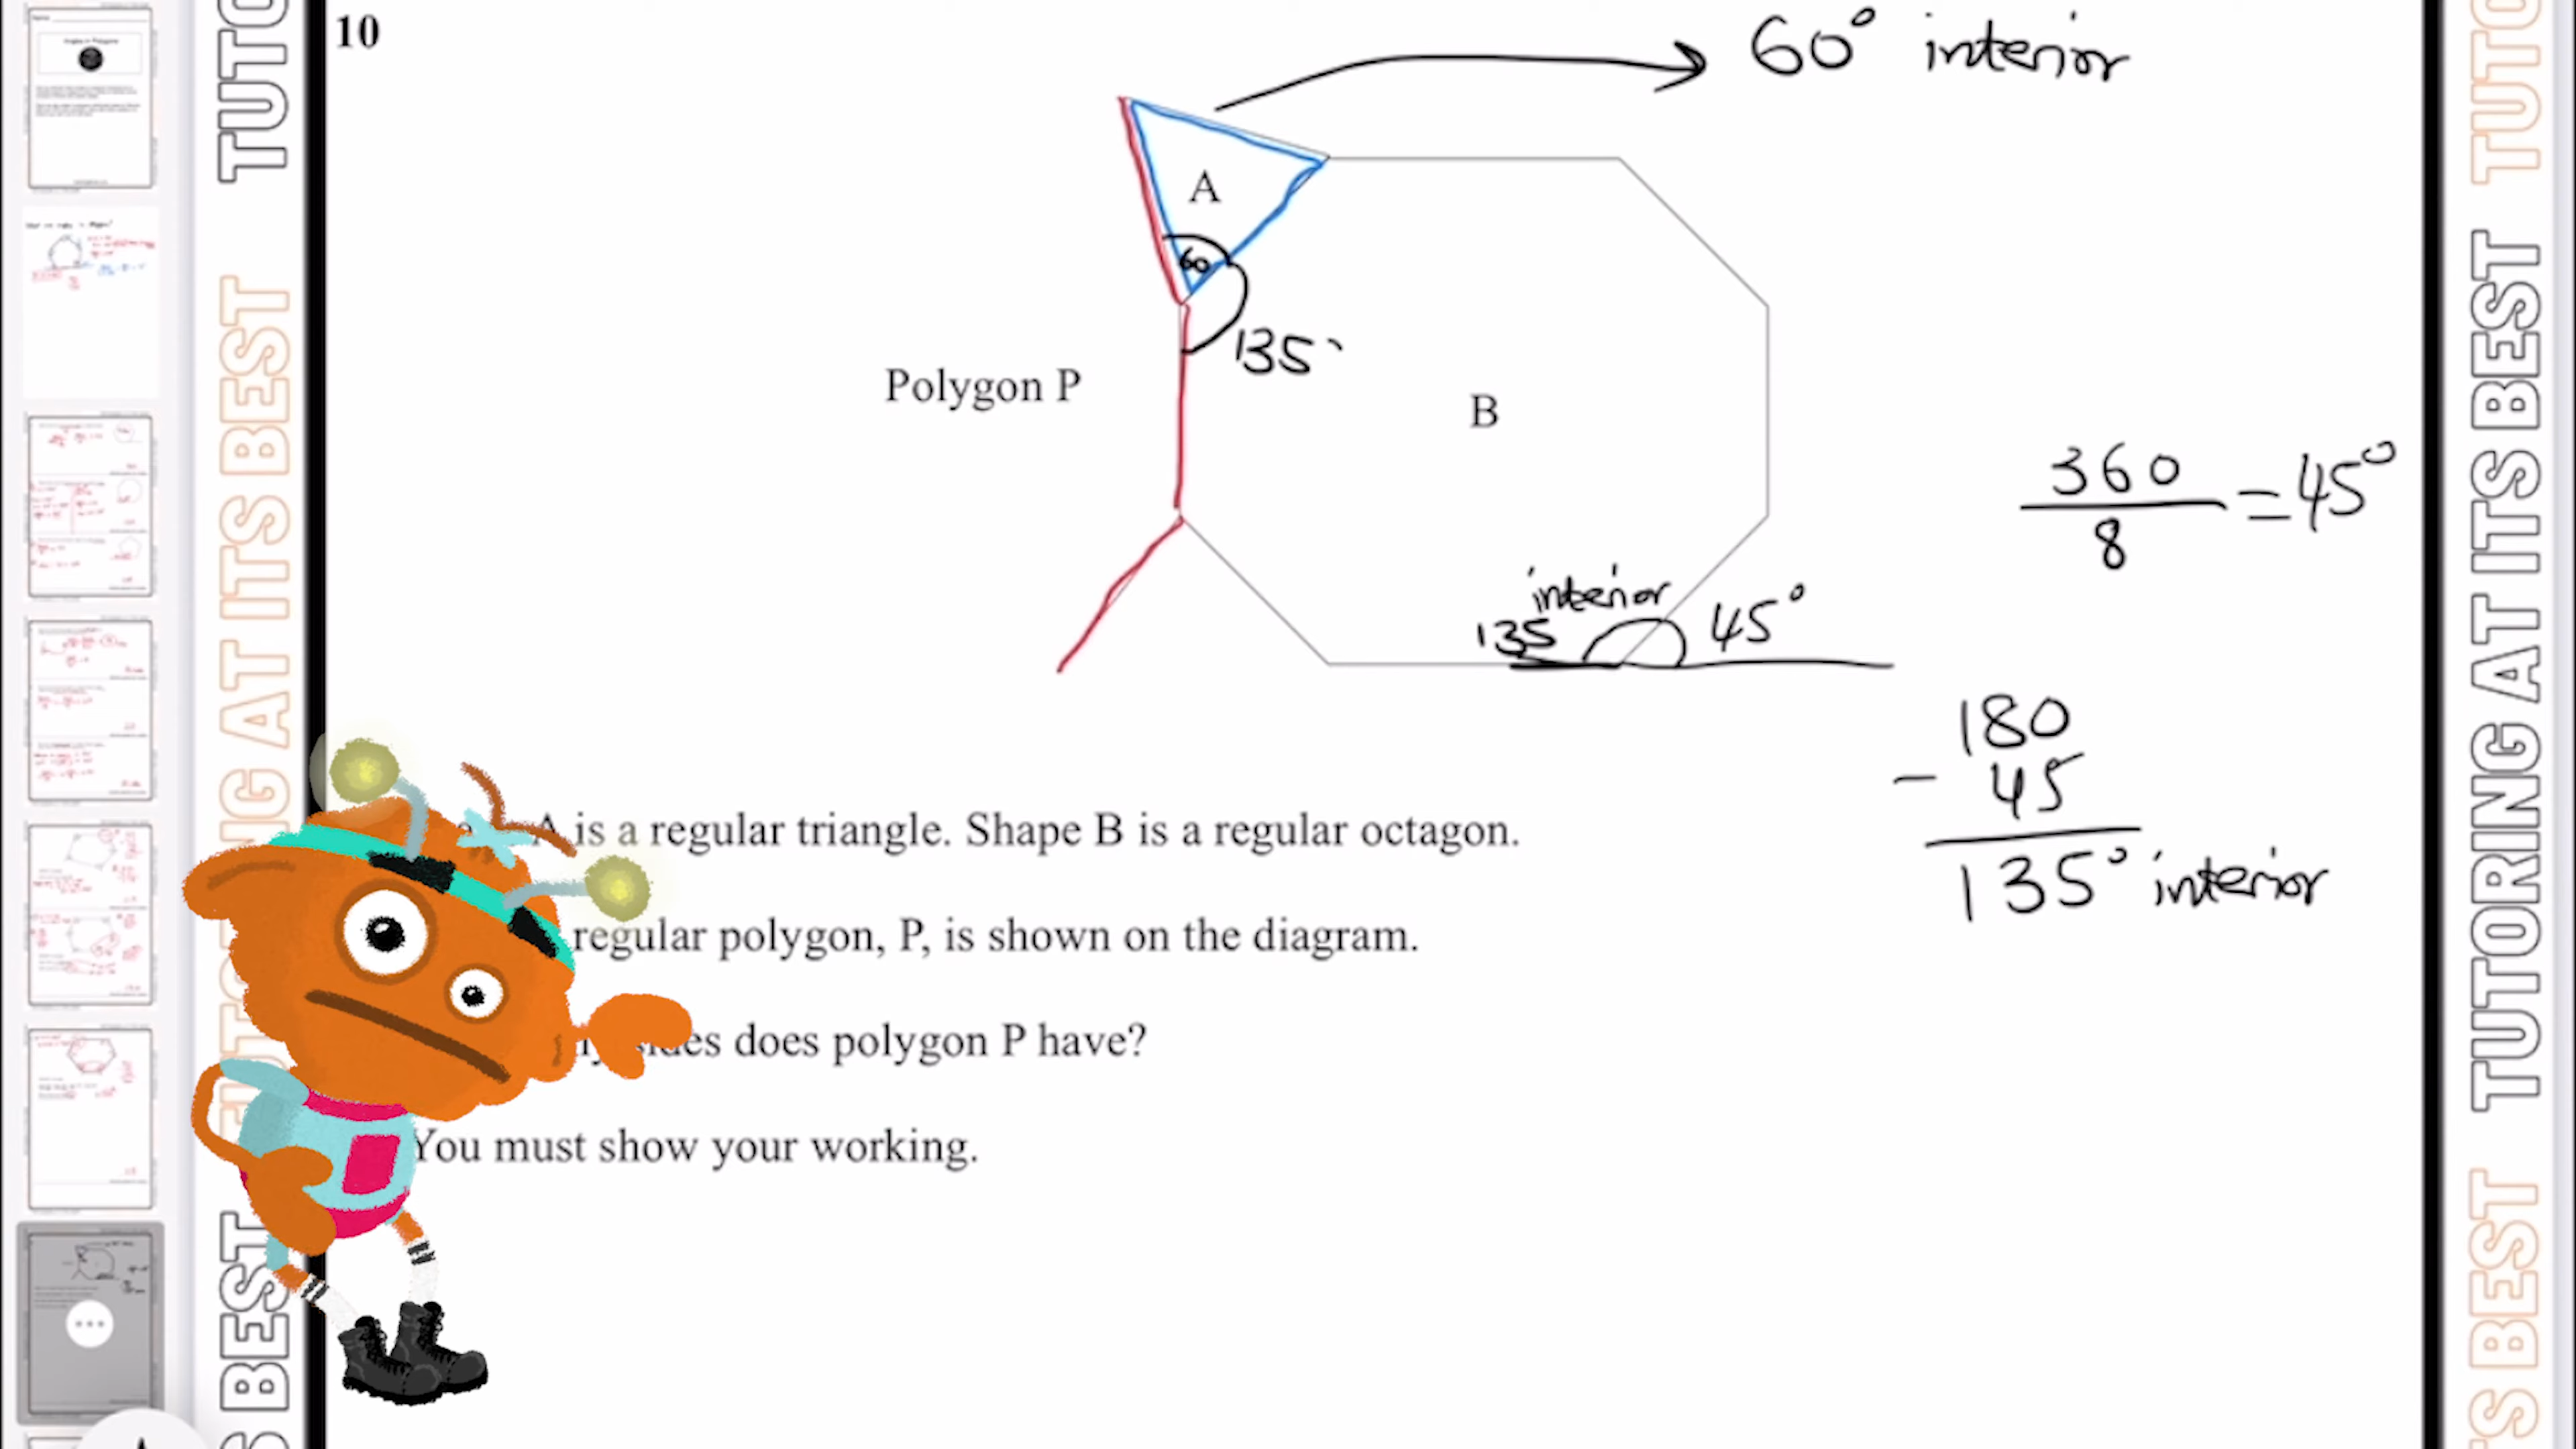 10
60° interior
A
60
135°
Polygon P
B
360
8
= 45°
interior
135
45°
180
- 45
135° interior
A is a regular triangle. Shape B is a regular octagon.
regular polygon, P, is shown on the diagram.
sides does polygon P have?
You must show your working.
TUTORING AT ITS BEST
TUTORING AT ITS BEST